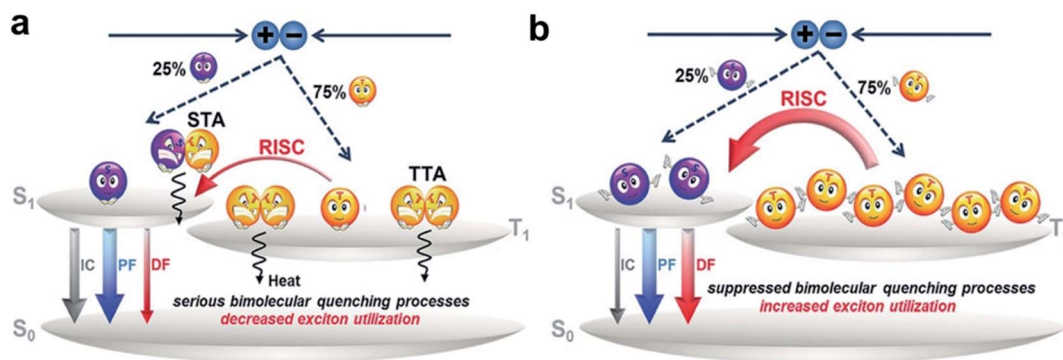 a
+ −
25%
75%
STA
RISC
TTA
S
T
S1
T1
IC
PF
DF
Heat
serious bimolecular quenching processes
decreased exciton utilization
S0
b
+ −
25%
75%
RISC
S
S
T
T
T
T
T
T
S1
T
IC
PF
DF
suppressed bimolecular quenching processes
increased exciton utilization
S0